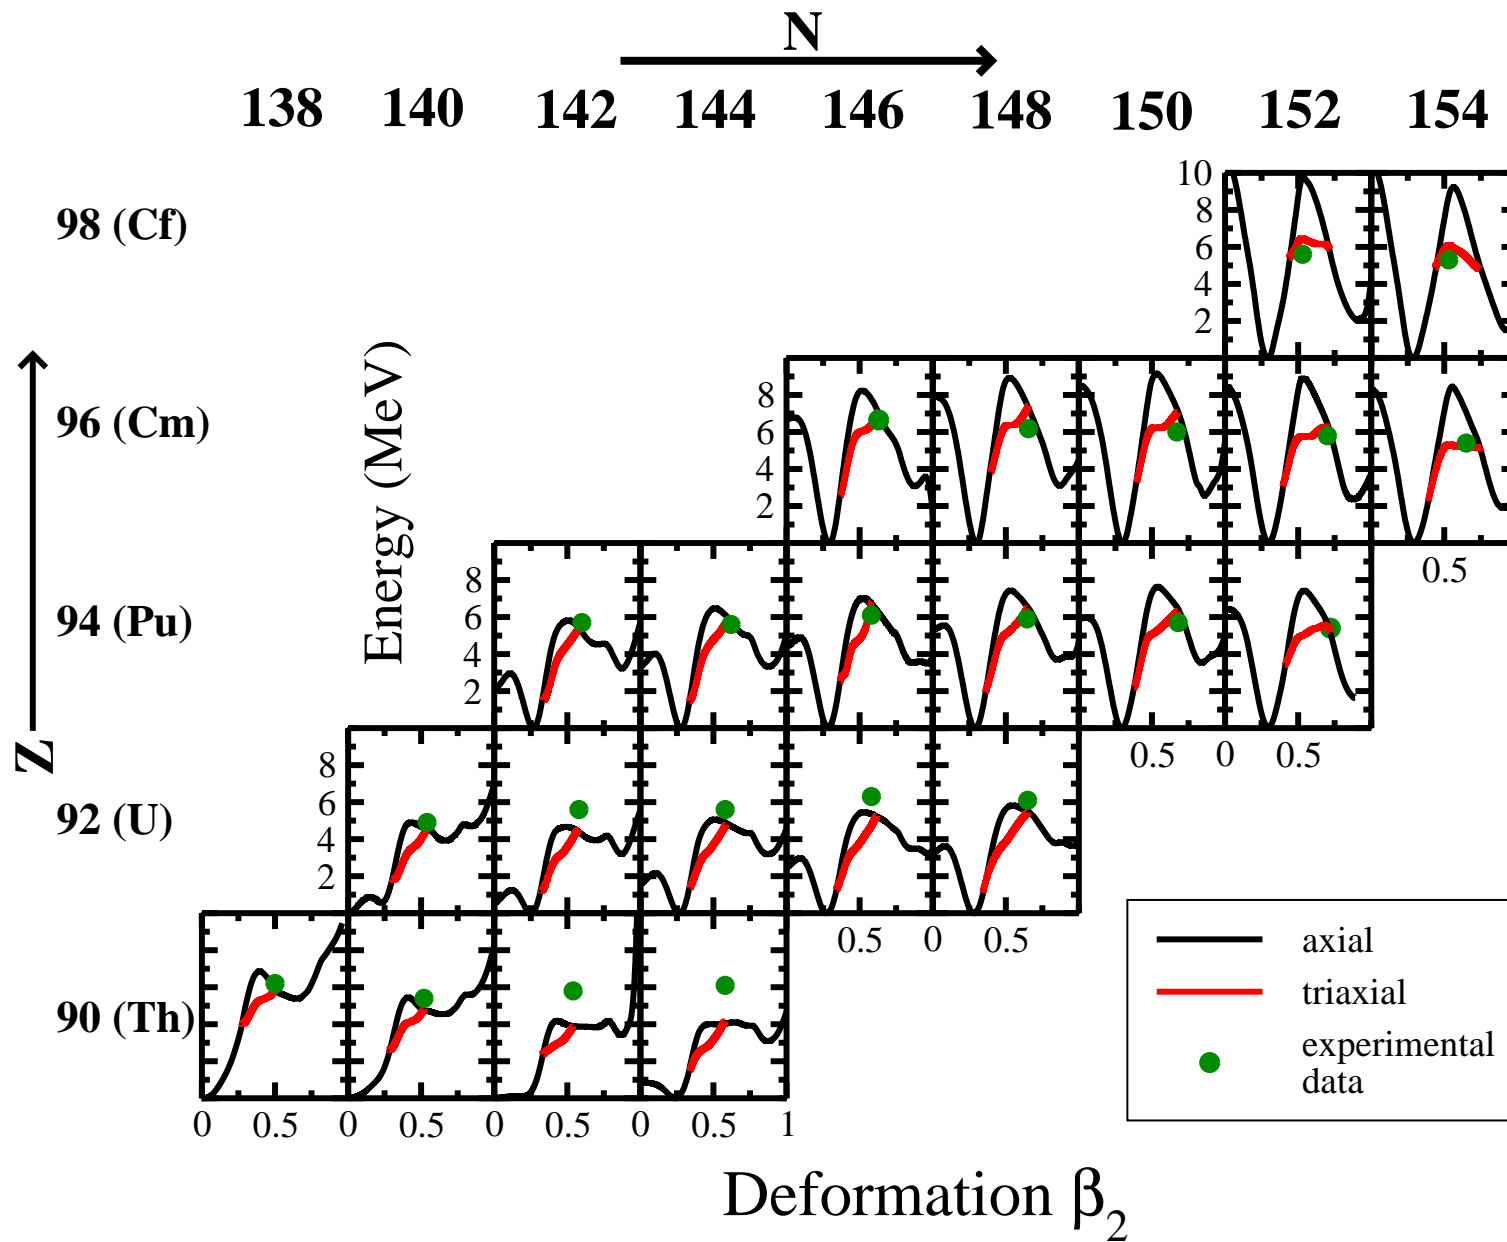 N
138 140 142 144 146 148 150 152 154
98 (Cf)
10
8
6
4
2
96 (Cm)
8
6
4
2
0.5
94 (Pu)
8
6
4
2
0.5 0 0.5
92 (U)
8
6
4
2
0.5 0 0.5
90 (Th)
0 0.5 0 0.5 0 0.5 0 0.5 1
Z
Energy (MeV)
Deformation β2
axial
triaxial
experimental
data